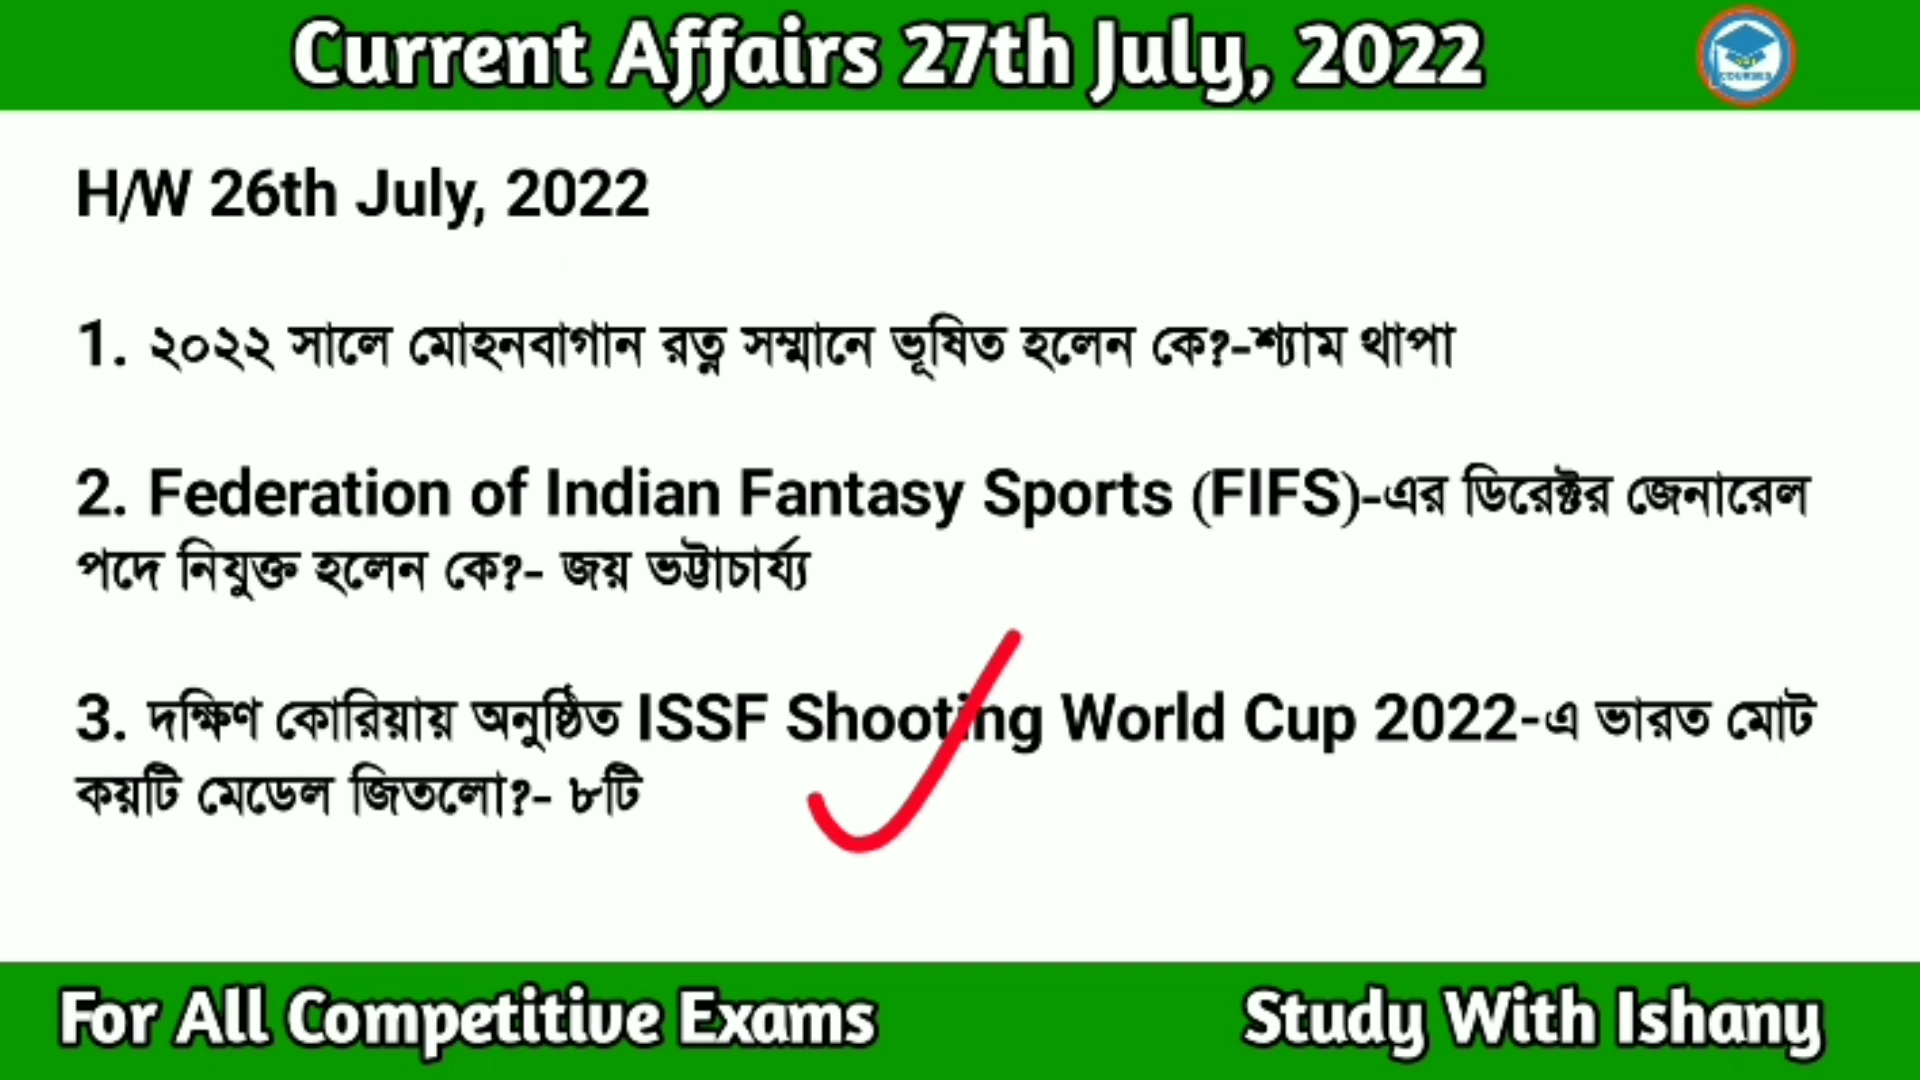 Current Affairs 27th July, 2022
COURSES
H/W 26th July, 2022
1. ২০২২ সালে মোহনবাগান রত্ন সম্মানে ভূষিত হলেন কে?-শ্যাম থাপা
2. Federation of Indian Fantasy Sports (FIFS)-এর ডিরেক্টর জেনারেল
পদে নিযুক্ত হলেন কে?- জয় ভট্টাচার্য্য
3. দক্ষিণ কোরিয়ায় অনুষ্ঠিত ISSF Shooting World Cup 2022-এ ভারত মোট
কয়টি মেডেল জিতলো?- ৮টি
For All Competitive Exams
Study With Ishany